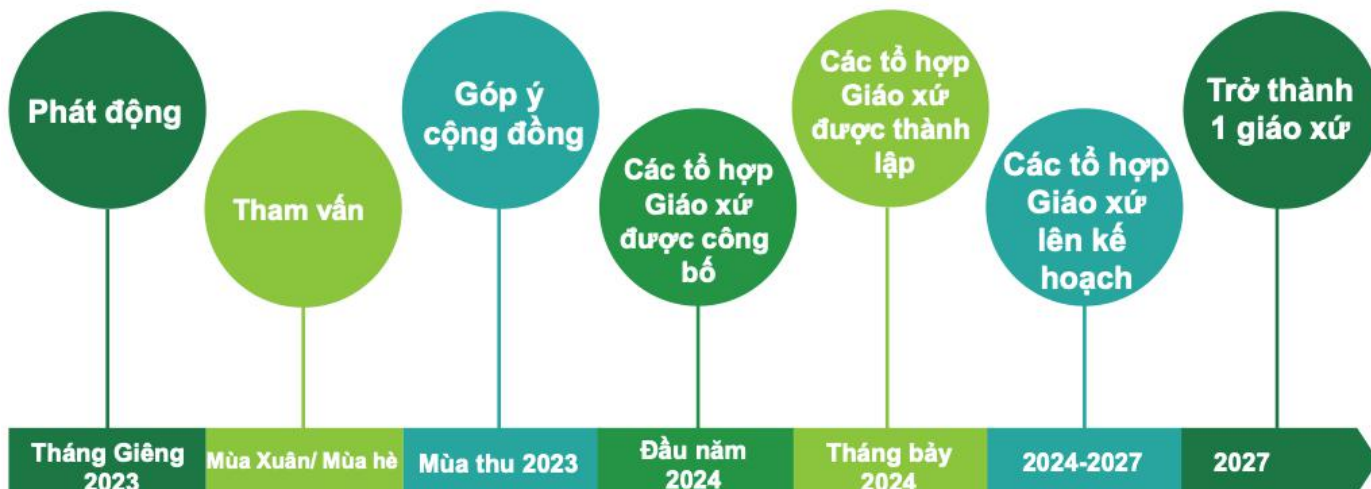 Phát động
Tham vấn
Góp ý
cộng đồng
Các tổ hợp
Giáo xứ
được công
bố
Các tổ hợp
Giáo xứ
được thành
lập
Các tổ hợp
Giáo xứ
lên kế
hoạch
Trở thành
1 giáo xứ
Tháng Giêng
2023
Mùa Xuân/ Mùa hè
Mùa thu 2023
Đầu năm
2024
Tháng bảy
2024
2024-2027
2027